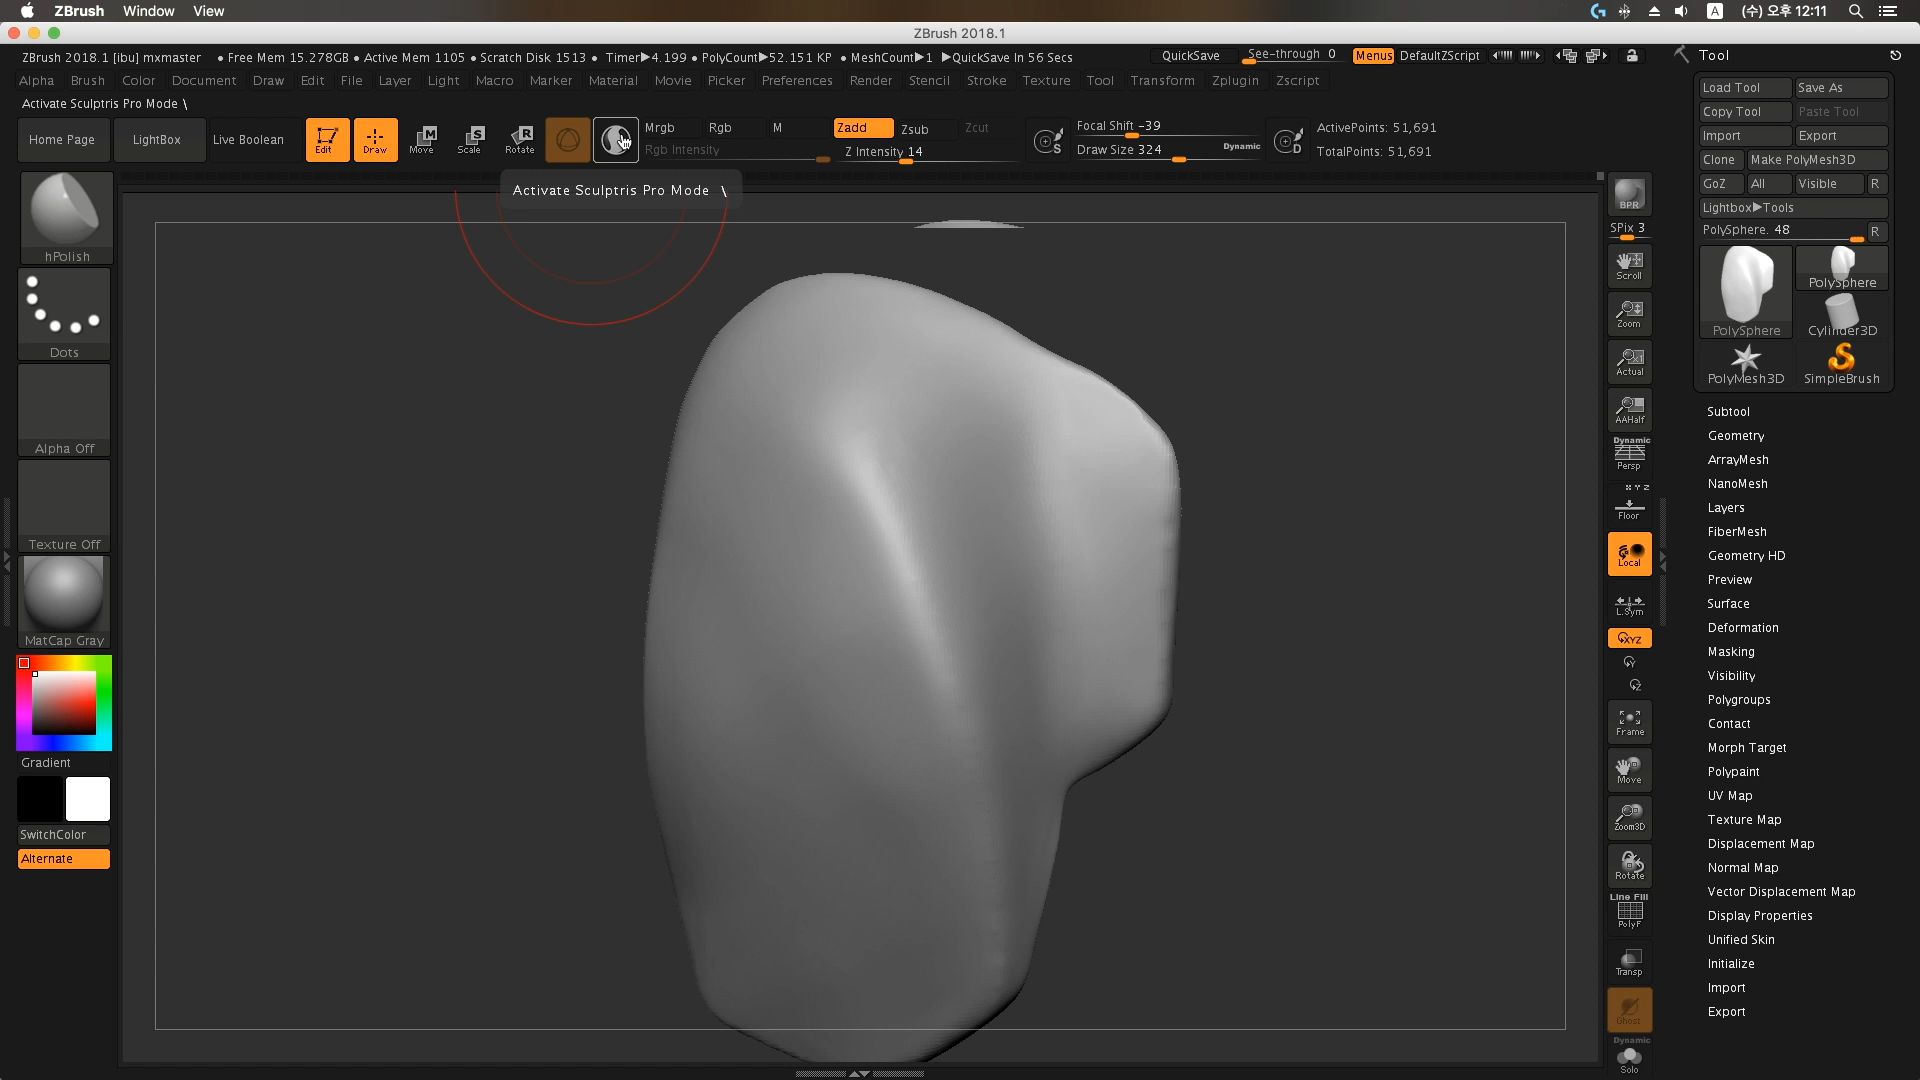 ZBrush Window View
A (수) 오후 12:11
ZBrush 2018.1
ZBrush 2018.1 [ibu] mxmaster • Free Mem 15.278GB • Active Mem 1105 • Scratch Disk 1513 • Timer▶4.199 • PolyCount▶52.151 KP • MeshCount▶1 ▶QuickSave In 56 Secs
QuickSave See-through 0 Menus DefaultZScript
Alpha Brush Color Document Draw Edit File Layer Light Macro Marker Material Movie Picker Preferences Render Stencil Stroke Texture Tool Transform Zplugin Zscript
Activate Sculptris Pro Mode \
Home Page LightBox Live Boolean
Edit Draw Move Scale Rotate
M S R
Mrgb Rgb M
Rgb Intensity
Zadd Zsub Zcut
Z Intensity 14
S
Focal Shift -39
Draw Size 324 Dynamic
D
ActivePoints: 51,691
TotalPoints: 51,691
Activate Sculptris Pro Mode \
hPolish
Dots
Alpha Off
Texture Off
MatCap Gray
Gradient
SwitchColor
Alternate
BPR
SPix 3
Scroll
Zoom
Actual
AAHalf
Dynamic
Persp
X Y Z
Floor
Local
L.Sym
XYZ
Y
Z
Frame
Move
Zoom3D
Rotate
Line Fill
PolyF
Transp
Ghost
Dynamic
Solo
Tool
Load Tool Save As
Copy Tool Paste Tool
Import Export
Clone Make PolyMesh3D
GoZ All Visible R
Lightbox▶Tools
PolySphere. 48 R
PolySphere PolySphere
Cylinder3D
PolyMesh3D SimpleBrush
Subtool
Geometry
ArrayMesh
NanoMesh
Layers
FiberMesh
Geometry HD
Preview
Surface
Deformation
Masking
Visibility
Polygroups
Contact
Morph Target
Polypaint
UV Map
Texture Map
Displacement Map
Normal Map
Vector Displacement Map
Display Properties
Unified Skin
Initialize
Import
Export